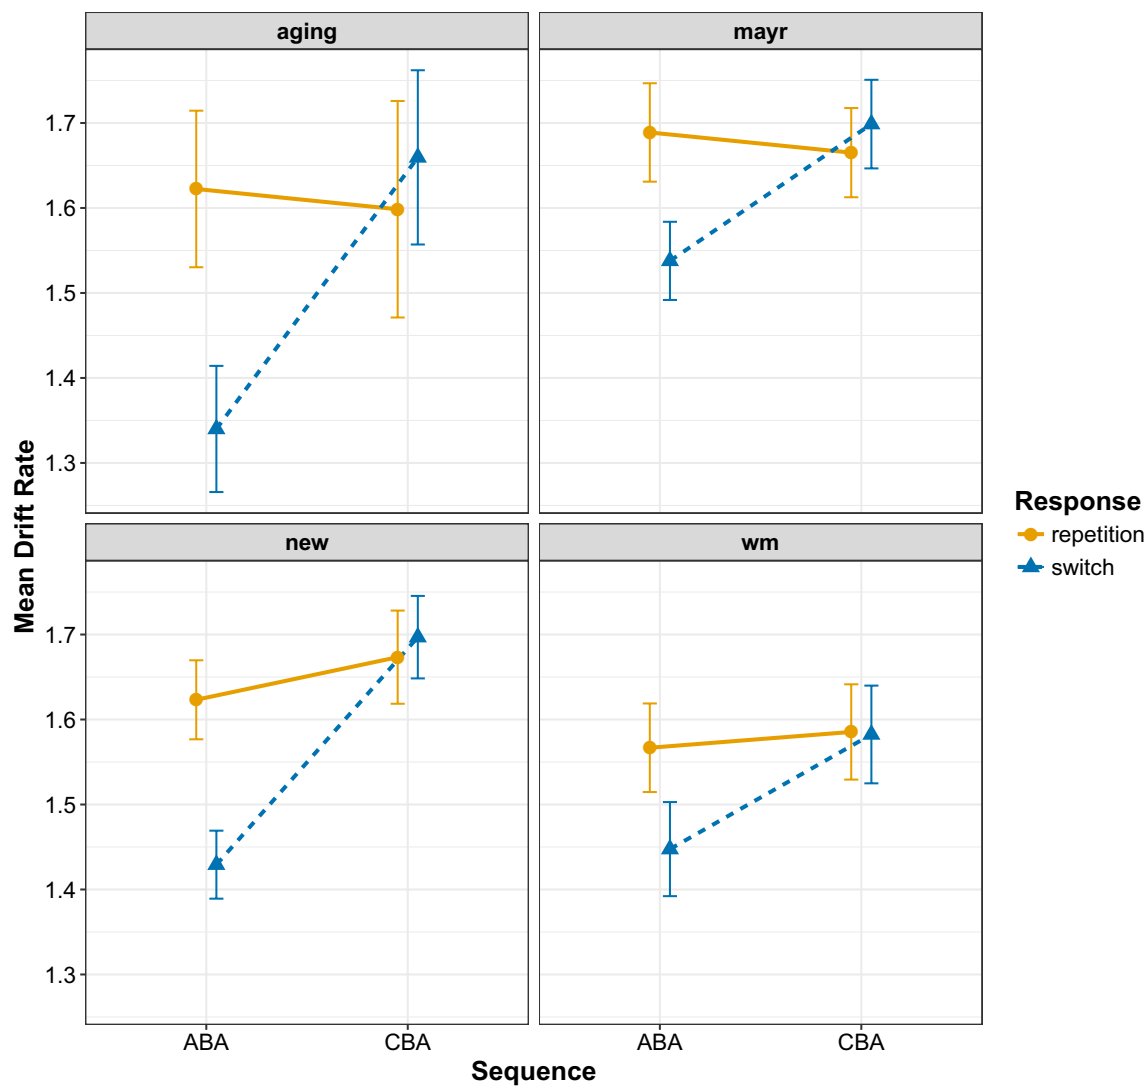 aging
mayr
1.7
1.6
1.5
1.4
1.3
new
wm
1.7
1.6
1.5
1.4
1.3
ABA
CBA
ABA
CBA
Sequence
Mean Drift Rate
Response
repetition
switch